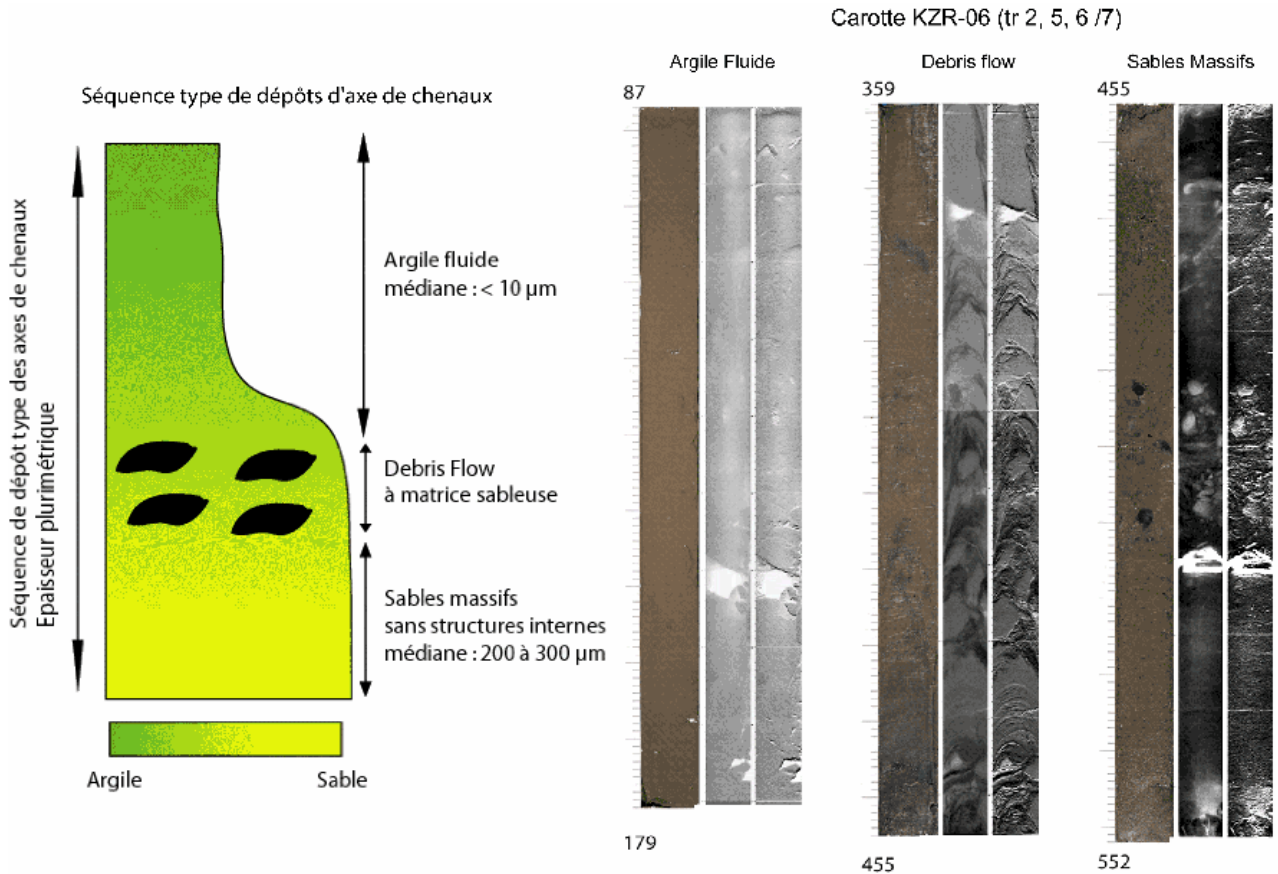 Carotte KZR-06 (tr 2, 5, 6 /7)
Séquence type de dépôts d'axe de chenaux
Séquence de dépôt type des axes de chenaux
Epaisseur plurimétrique
Argile fluide
médiane : < 10 µm
Debris Flow
à matrice sableuse
Sables massifs
sans structures internes
médiane : 200 à 300 µm
Argile
Sable
Argile Fluide
87
179
Debris flow
359
455
Sables Massifs
455
552